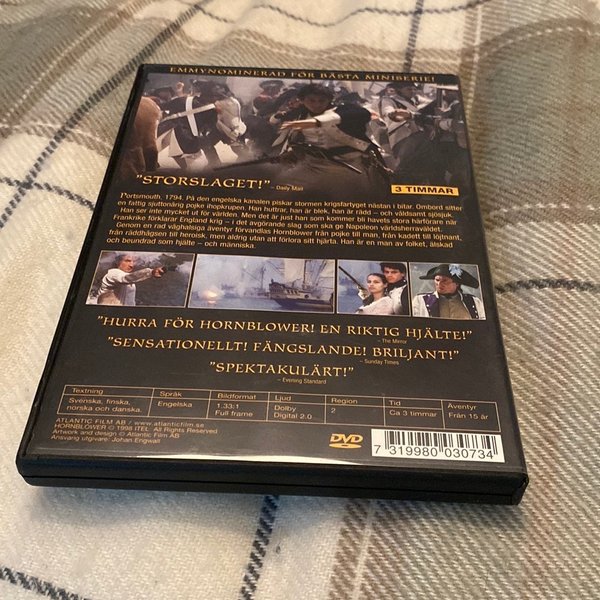 EMMYNOMINERAD FÖR BÄSTA MINISERIE!
"STORSLAGET!" – Daily Mail
3 TIMMAR
Portsmouth, 1794. På den engelska kanalen piskar stormen krigsfartyget nästan i bitar. Ombord sitter
en fattig sjuttonårig pojke ihopkrupen. Han huttrar, han är blek, han är rädd – och våldsamt sjösjuk.
Han ser inte mycket ut för världen. Men det är just han som kommer bli havets stora härförare när
Frankrike förklarar England krig – i det avgörande slag som ska ge Napoleon världsherraväldet.
Genom en rad våghalsiga äventyr förvandlas Hornblower från pojke till man, från kadett till löjtnant,
från räddhågsen till heroisk, men aldrig utan att förlora sitt hjärta. Han är en man av folket, älskad
och beundrad som hjälte – och människa.
"HURRA FÖR HORNBLOWER! EN RIKTIG HJÄLTE!"
– The Mirror
"SENSATIONELLT! FÄNGSLANDE! BRILJANT!"
– Sunday Times
"SPEKTAKULÄRT!"
– Evening Standard
Textning Språk Bildformat Ljud Region Tid Äventyr
Svenska, finska, Engelska 1.33:1 Dolby 2 Ca 3 timmar Från 15 år
norska och danska. Full frame Digital 2.0
ATLANTIC FILM AB / www.atlanticfilm.se
HORNBLOWER © 1998 ITEL. All Rights Reserved
Artwork and design © Atlantic Film AB
Ansvarig utgivare: Johan Engwall
DVD
7 319980 030734